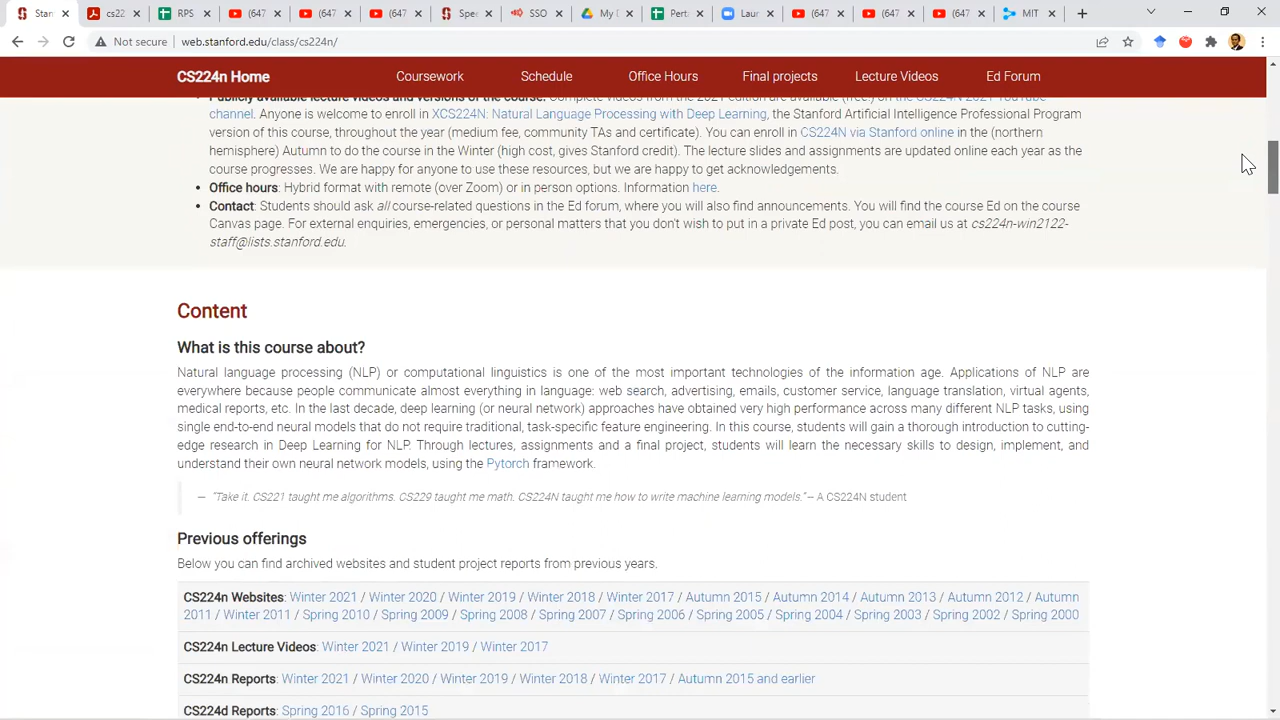 Stan
cs22
RPS
(647
(647
(647
Spee
SSO
My D
Perta
Laun
(647
(647
(647
MIT
Not secure
web.stanford.edu/class/cs224n/
CS224n Home Coursework Schedule Office Hours Final projects Lecture Videos Ed Forum
Publicly available lecture videos and versions of the course: Complete videos from the 2021 edition are available (free!) on the CS224N 2021 YouTube
channel. Anyone is welcome to enroll in XCS224N: Natural Language Processing with Deep Learning, the Stanford Artificial Intelligence Professional Program
version of this course, throughout the year (medium fee, community TAs and certificate). You can enroll in CS224N via Stanford online in the (northern
hemisphere) Autumn to do the course in the Winter (high cost, gives Stanford credit). The lecture slides and assignments are updated online each year as the
course progresses. We are happy for anyone to use these resources, but we are happy to get acknowledgements.
• Office hours: Hybrid format with remote (over Zoom) or in person options. Information here.
• Contact: Students should ask all course-related questions in the Ed forum, where you will also find announcements. You will find the course Ed on the course
Canvas page. For external enquiries, emergencies, or personal matters that you don't wish to put in a private Ed post, you can email us at cs224n-win2122-
staff@lists.stanford.edu.
Content
What is this course about?
Natural language processing (NLP) or computational linguistics is one of the most important technologies of the information age. Applications of NLP are
everywhere because people communicate almost everything in language: web search, advertising, emails, customer service, language translation, virtual agents,
medical reports, etc. In the last decade, deep learning (or neural network) approaches have obtained very high performance across many different NLP tasks, using
single end-to-end neural models that do not require traditional, task-specific feature engineering. In this course, students will gain a thorough introduction to cutting-
edge research in Deep Learning for NLP. Through lectures, assignments and a final project, students will learn the necessary skills to design, implement, and
understand their own neural network models, using the Pytorch framework.
— “Take it. CS221 taught me algorithms. CS229 taught me math. CS224N taught me how to write machine learning models.” – A CS224N student
Previous offerings
Below you can find archived websites and student project reports from previous years.
CS224n Websites: Winter 2021 / Winter 2020 / Winter 2019 / Winter 2018 / Winter 2017 / Autumn 2015 / Autumn 2014 / Autumn 2013 / Autumn 2012 / Autumn
2011 / Winter 2011 / Spring 2010 / Spring 2009 / Spring 2008 / Spring 2007 / Spring 2006 / Spring 2005 / Spring 2004 / Spring 2003 / Spring 2002 / Spring 2000
CS224n Lecture Videos: Winter 2021 / Winter 2019 / Winter 2017
CS224n Reports: Winter 2021 / Winter 2020 / Winter 2019 / Winter 2018 / Winter 2017 / Autumn 2015 and earlier
CS224d Reports: Spring 2016 / Spring 2015